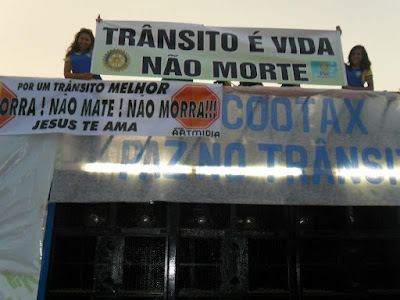 TRÂNSITO É VIDA
NÃO MORTE
POR UM TRÂNSITO MELHOR
ORRA ! NÃO MATE ! NÃO MORRA!!!
JESUS TE AMA
ARTMIDIA
COOTAX
PAZ NO TRÂNSIT